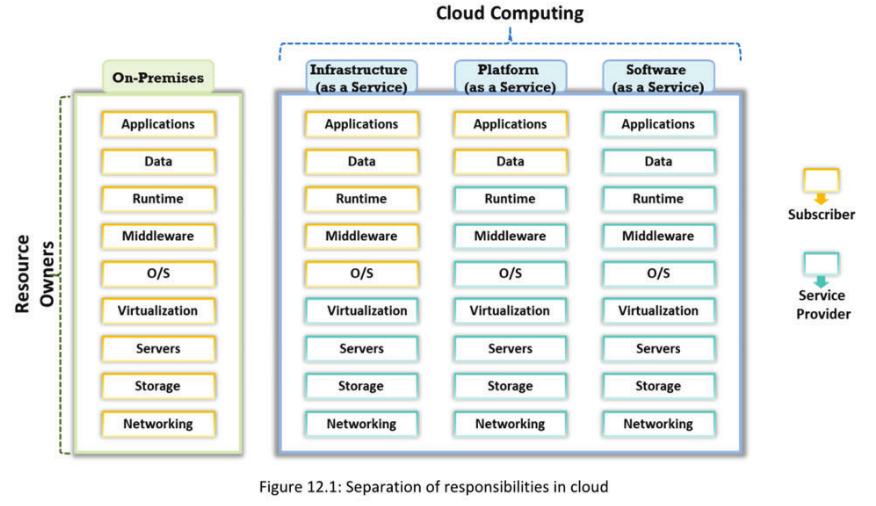 Cloud Computing
On-Premises
Infrastructure
(as a Service)
Platform
(as a Service)
Software
(as a Service)
Resource
Owners
Applications
Data
Runtime
Middleware
O/S
Virtualization
Servers
Storage
Networking
Applications
Data
Runtime
Middleware
O/S
Virtualization
Servers
Storage
Networking
Applications
Data
Runtime
Middleware
O/S
Virtualization
Servers
Storage
Networking
Applications
Data
Runtime
Middleware
O/S
Virtualization
Servers
Storage
Networking
Subscriber
Service
Provider
Figure 12.1: Separation of responsibilities in cloud